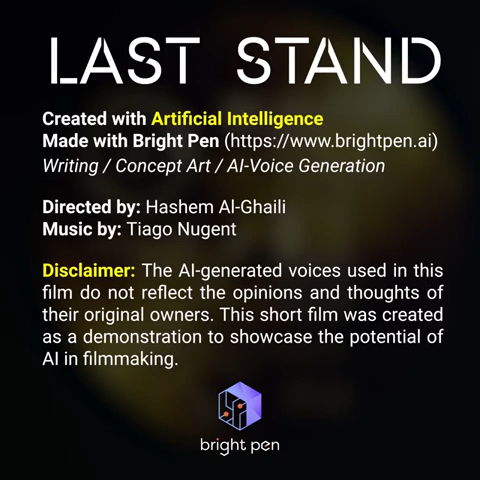 LAST STAND
Created with Artificial Intelligence
Made with Bright Pen (https://www.brightpen.ai)
Writing / Concept Art / AI-Voice Generation
Directed by: Hashem Al-Ghaili
Music by: Tiago Nugent
Disclaimer: The AI-generated voices used in this
film do not reflect the opinions and thoughts of
their original owners. This short film was created
as a demonstration to showcase the potential of
AI in filmmaking.
bright pen